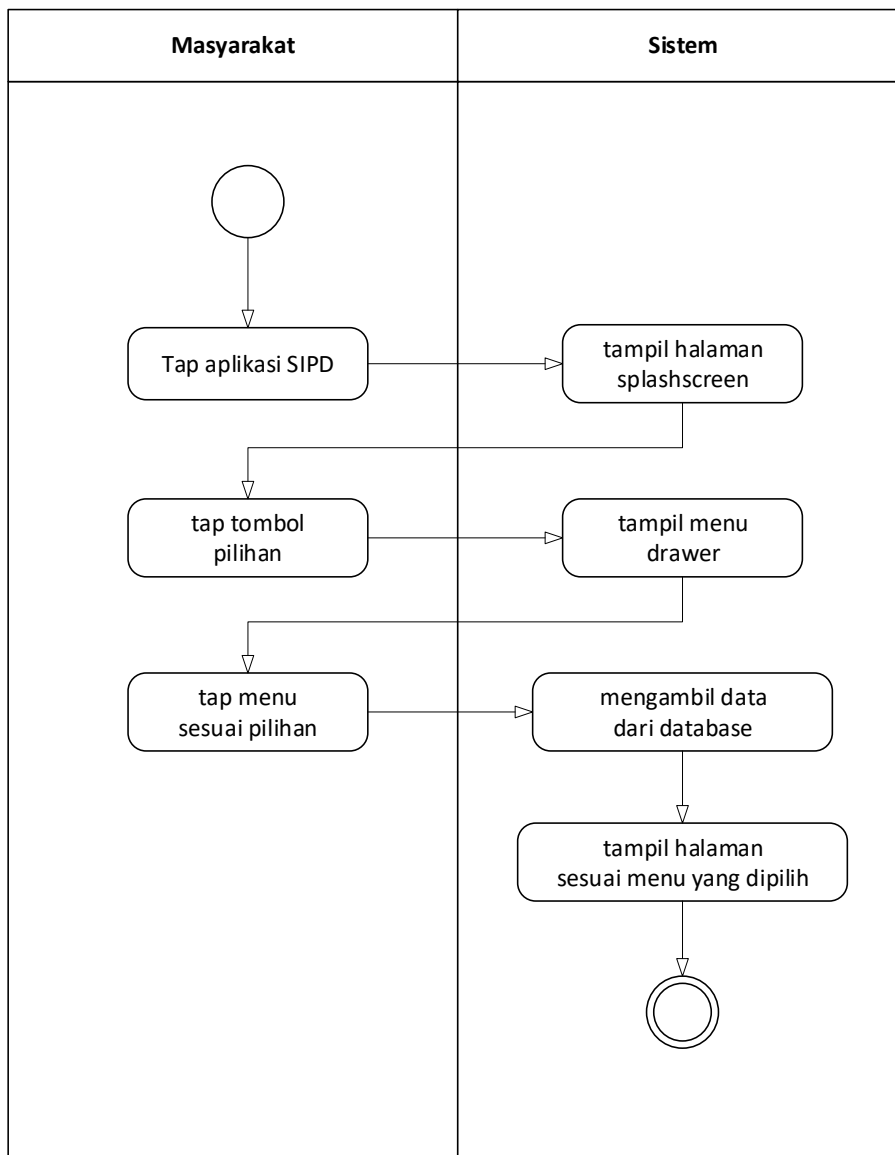 Masyarakat
Sistem
Tap aplikasi SIPD
tampil halaman
splashscreen
tap tombol
pilihan
tampil menu
drawer
tap menu
sesuai pilihan
mengambil data
dari database
tampil halaman
sesuai menu yang dipilih